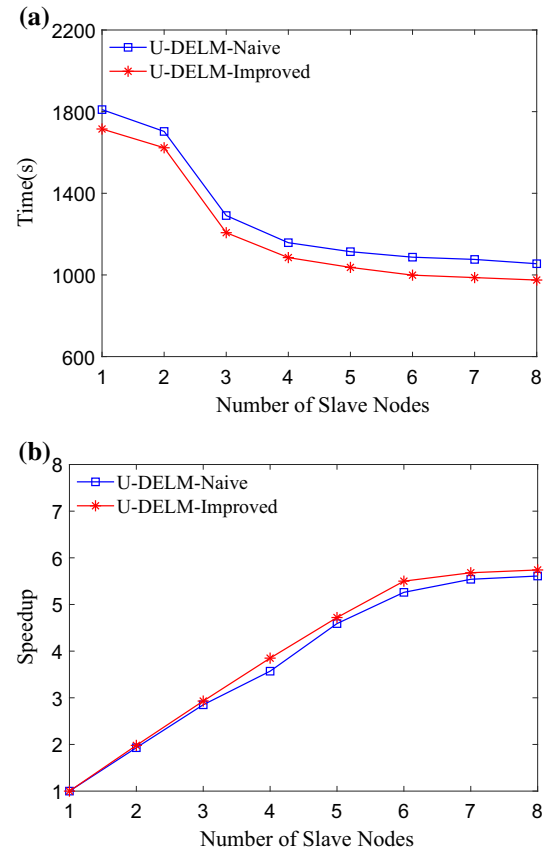 (a)
2200
1800
1400
1000
600
Time(s)
U-DELM-Naive
U-DELM-Improved
1 2 3 4 5 6 7 8
Number of Slave Nodes
(b)
8
7
6
5
4
3
2
1
Speedup
U-DELM-Naive
U-DELM-Improved
1 2 3 4 5 6 7 8
Number of Slave Nodes